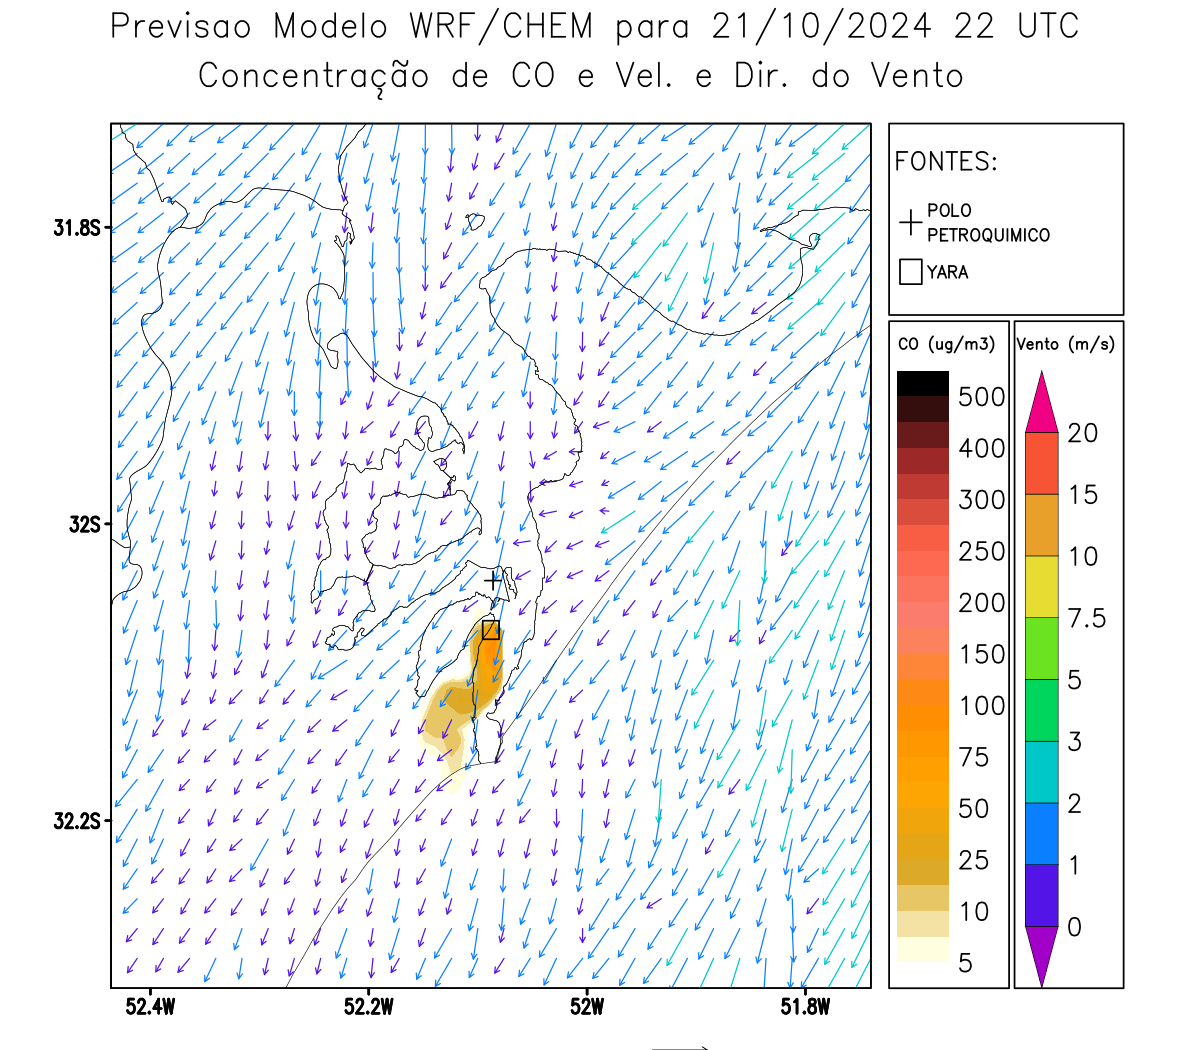 Previsao Modelo WRF/CHEM para 21/10/2024 22 UTC
Concentração de CO e Vel. e Dir. do Vento
FONTES:
POLO
PETROQUIMICO
YARA
31.8S
32S
32.2S
52.4W
52.2W
52W
51.8W
CO (ug/m3)
500
400
300
250
200
150
100
75
50
25
10
5
Vento (m/s)
20
15
10
7.5
5
3
2
1
0